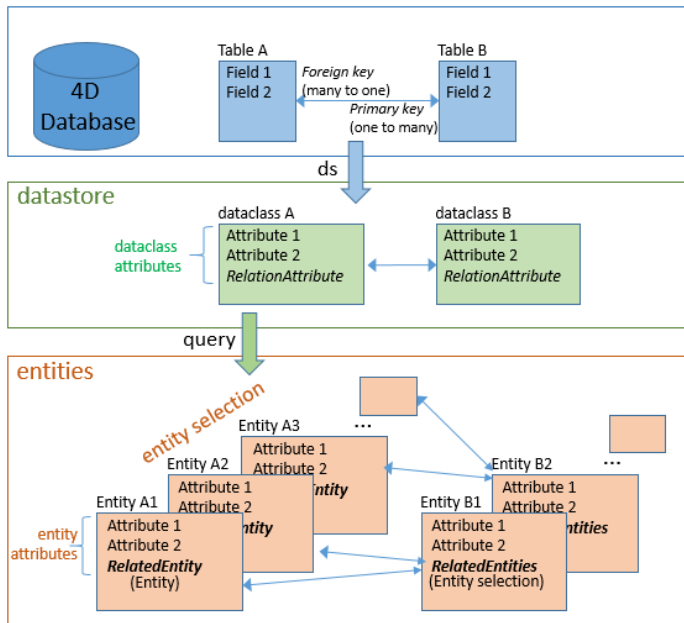 Table A
Table B
4D
Database
Field 1
Field 2
Foreign key
(many to one)
Primary key
(one to many)
Field 1
Field 2
ds
datastore
dataclass A
dataclass B
dataclass
attributes
Attribute 1
Attribute 2
RelationAttribute
Attribute 1
Attribute 2
RelationAttribute
query
entities
entity selection
...
...
Entity A3
Attribute 1
Attribute 2
Entity
Entity A2
Attribute 1
Attribute 2
Entity
Entity A1
entity
attributes
Attribute 1
Attribute 2
RelatedEntity
(Entity)
Entity B2
Attribute 1
Attribute 2
Entities
Entity B1
Attribute 1
Attribute 2
RelatedEntities
(Entity selection)